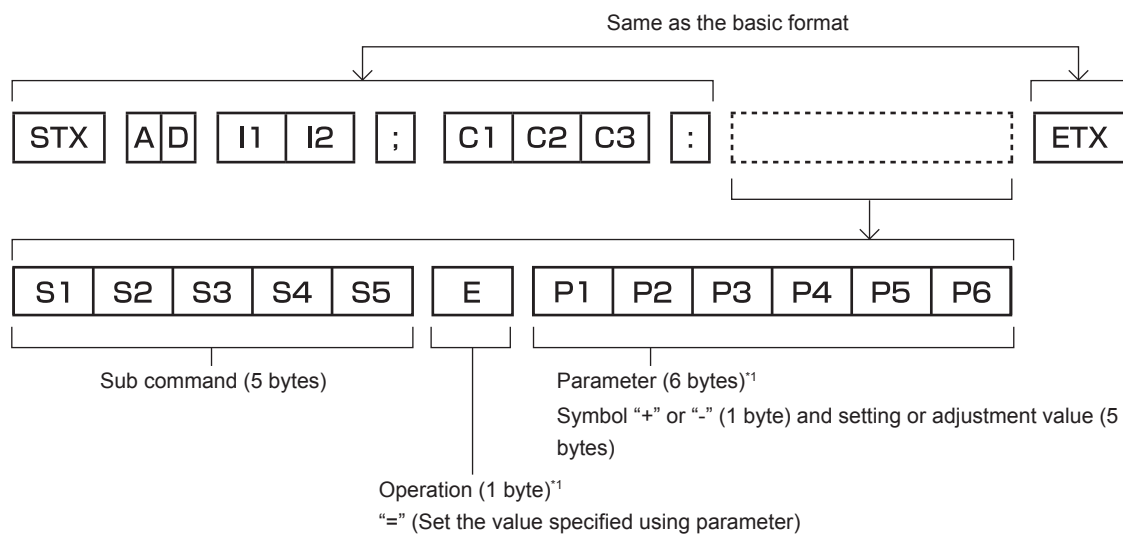 Same as the basic format
STX A D I1 I2 ; C1 C2 C3 : ETX
S1 S2 S3 S4 S5 E P1 P2 P3 P4 P5 P6
Sub command (5 bytes)
Parameter (6 bytes)*1
Symbol “+” or “-” (1 byte) and setting or adjustment value (5
bytes)
Operation (1 byte)*1
“=” (Set the value specified using parameter)